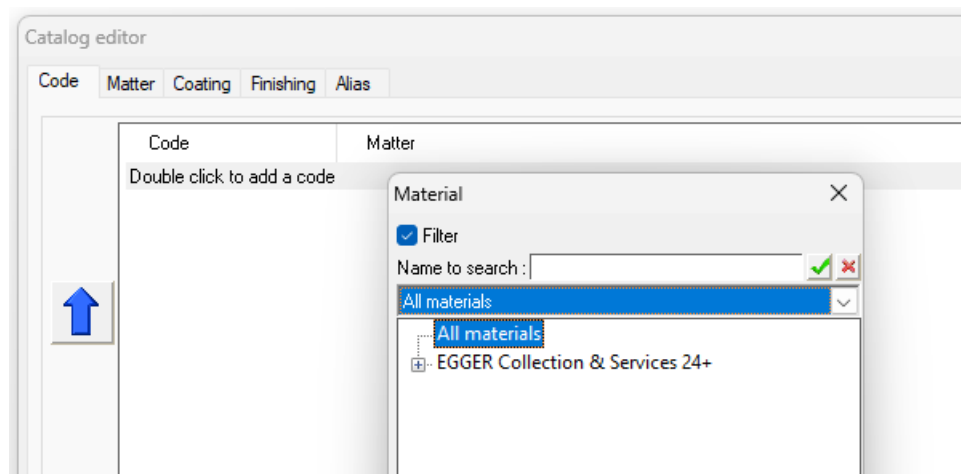 Catalog editor
Code Matter Coating Finishing Alias
Code Matter
Double click to add a code
Material
Filter
Name to search :
All materials
All materials
EGGER Collection & Services 24+